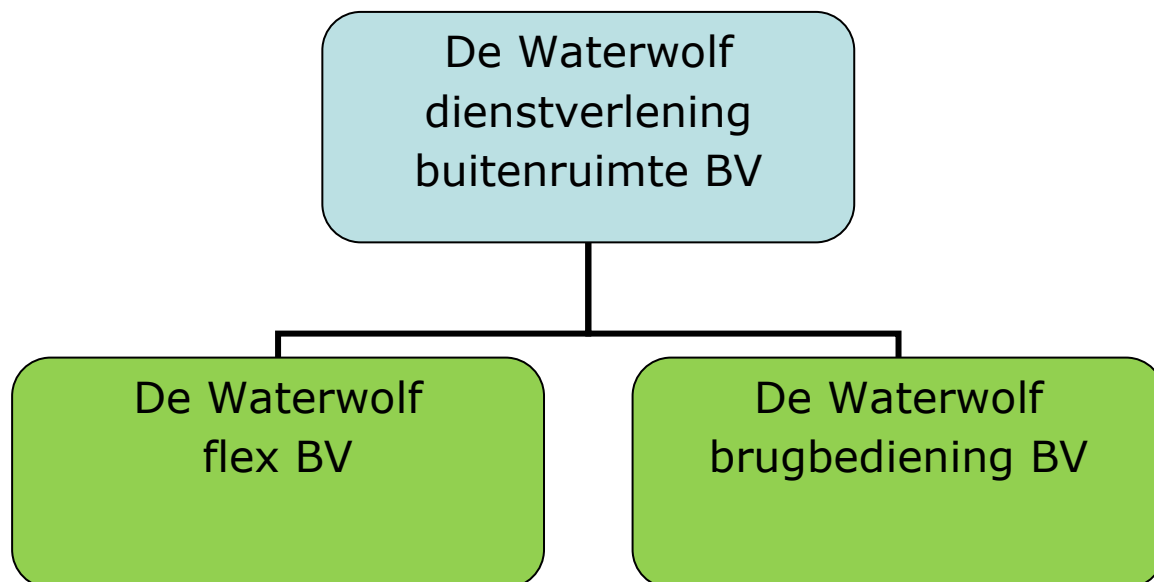 De Waterwolf
dienstverlening
buitenruimte BV
De Waterwolf
flex BV
De Waterwolf
brugbediening BV